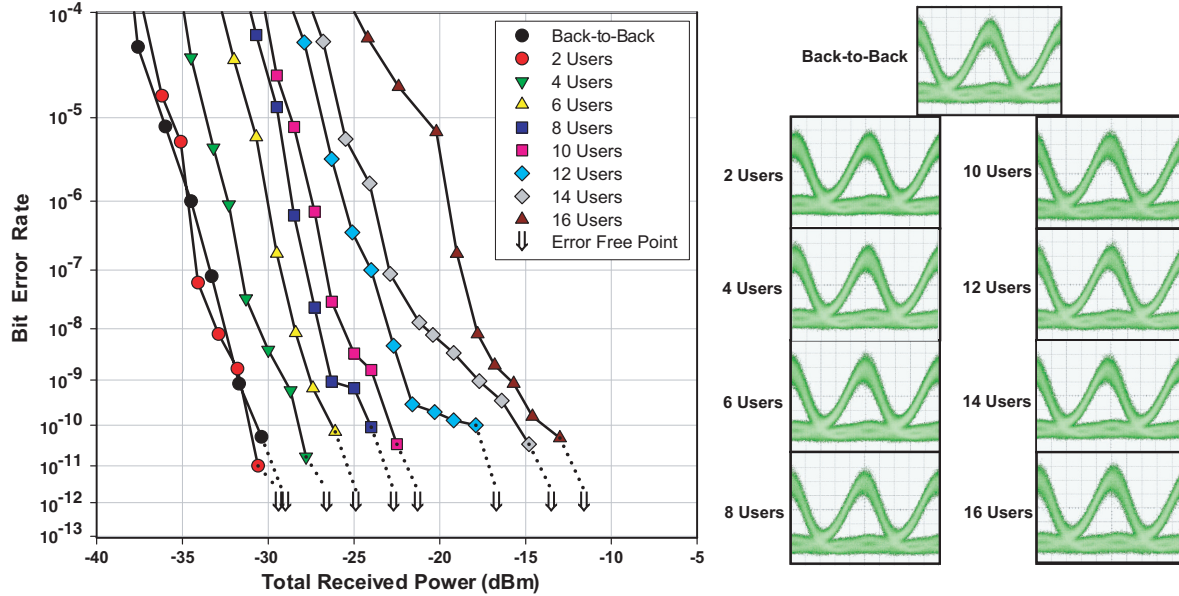 10-4
10-5
10-6
10-7
10-8
10-9
10-10
10-11
10-12
10-13
Bit Error Rate
-40
-35
-30
-25
-20
-15
-10
-5
Total Received Power (dBm)
Back-to-Back
2 Users
4 Users
6 Users
8 Users
10 Users
12 Users
14 Users
16 Users
Error Free Point
Back-to-Back
2 Users
10 Users
4 Users
12 Users
6 Users
14 Users
8 Users
16 Users